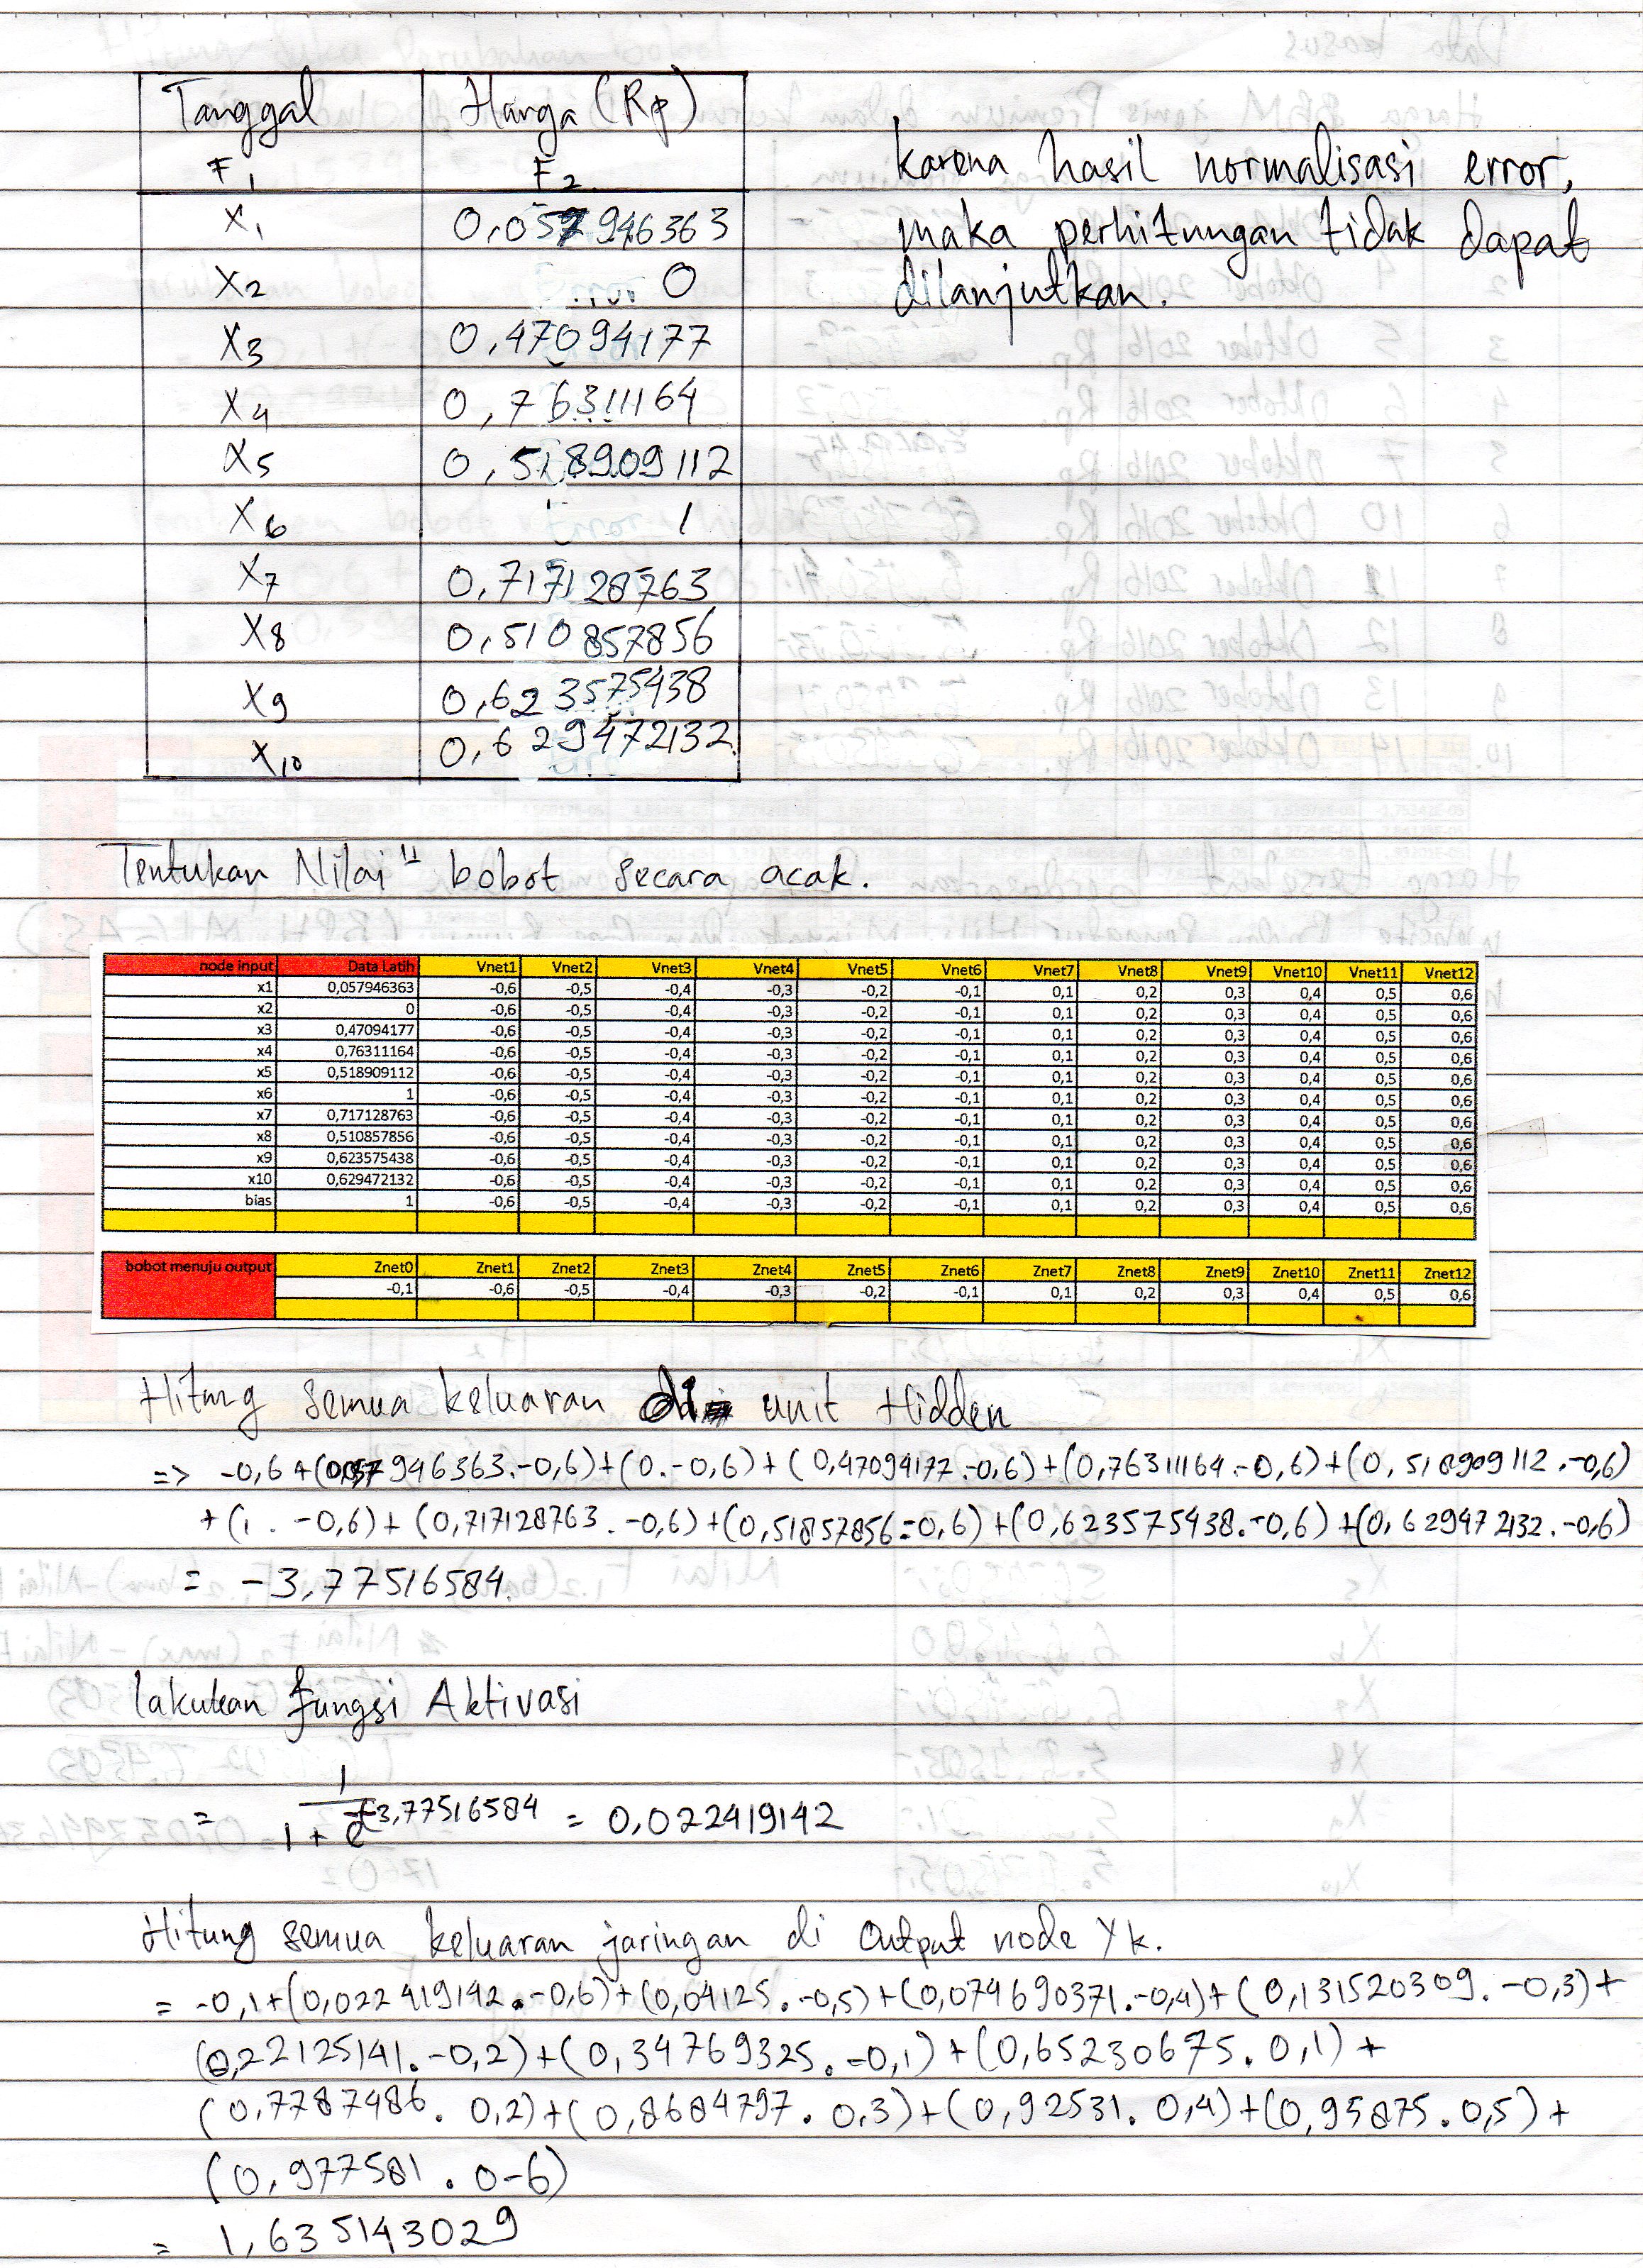 Tanggal Harga (Rp)
F1 F2
X1 0,057946363
X2 0
X3 0,47094177
X4 0,76311164
X5 0,518909112
X6 1
X7 0,717128763
X8 0,510857856
X9 0,623575438
X10 0,629472132
karena hasil normalisasi error,
maka perhitungan tidak dapat
dilanjutkan.
Tentukan Nilai" bobot secara acak.
node input Data Latih Vnet1 Vnet2 Vnet3 Vnet4 Vnet5 Vnet6 Vnet7 Vnet8 Vnet9 Vnet10 Vnet11 Vnet12
x1 0,057946363 -0,6 -0,5 -0,4 -0,3 -0,2 -0,1 0,1 0,2 0,3 0,4 0,5 0,6
x2 0 -0,6 -0,5 -0,4 -0,3 -0,2 -0,1 0,1 0,2 0,3 0,4 0,5 0,6
x3 0,47094177 -0,6 -0,5 -0,4 -0,3 -0,2 -0,1 0,1 0,2 0,3 0,4 0,5 0,6
x4 0,76311164 -0,6 -0,5 -0,4 -0,3 -0,2 -0,1 0,1 0,2 0,3 0,4 0,5 0,6
x5 0,518909112 -0,6 -0,5 -0,4 -0,3 -0,2 -0,1 0,1 0,2 0,3 0,4 0,5 0,6
x6 1 -0,6 -0,5 -0,4 -0,3 -0,2 -0,1 0,1 0,2 0,3 0,4 0,5 0,6
x7 0,717128763 -0,6 -0,5 -0,4 -0,3 -0,2 -0,1 0,1 0,2 0,3 0,4 0,5 0,6
x8 0,510857856 -0,6 -0,5 -0,4 -0,3 -0,2 -0,1 0,1 0,2 0,3 0,4 0,5 0,6
x9 0,623575438 -0,6 -0,5 -0,4 -0,3 -0,2 -0,1 0,1 0,2 0,3 0,4 0,5 0,6
x10 0,629472132 -0,6 -0,5 -0,4 -0,3 -0,2 -0,1 0,1 0,2 0,3 0,4 0,5 0,6
bias 1 -0,6 -0,5 -0,4 -0,3 -0,2 -0,1 0,1 0,2 0,3 0,4 0,5 0,6
bobot menuju output Znet0 Znet1 Znet2 Znet3 Znet4 Znet5 Znet6 Znet7 Znet8 Znet9 Znet10 Znet11 Znet12
-0,1 -0,6 -0,5 -0,4 -0,3 -0,2 -0,1 0,1 0,2 0,3 0,4 0,5 0,6
Hitung semua keluaran di unit Hidden
=> -0,6+(0,057946363.-0,6)+(0.-0,6)+(0,47094177.-0,6)+(0,76311164.-0,6)+(0,518909112.-0,6)
+(1.-0,6)+(0,717128763.-0,6)+(0,51857856=0,6)+(0,623575438.-0,6)+(0,629472132.-0,6)
= -3,77516584.
lakukan fungsi Aktivasi
1
= 1 + e^3,77516584 = 0,022419142
Hitung semua keluaran jaringan di Output node Yk.
= -0,1+(0,022419142.-0,6)+(0,04125.-0,5)+(0,074690371.-0,4)+(0,131520309.-0,3)+
(0,22125141.-0,2)+(0,34769325.-0,1)+(0,65230675.0,1)+
(0,7787486.0,2)+(0,8684797.0,3)+(0,92531.0,4)+(0,95875.0,5)+
(0,977581.0-6)
= 1,635143029